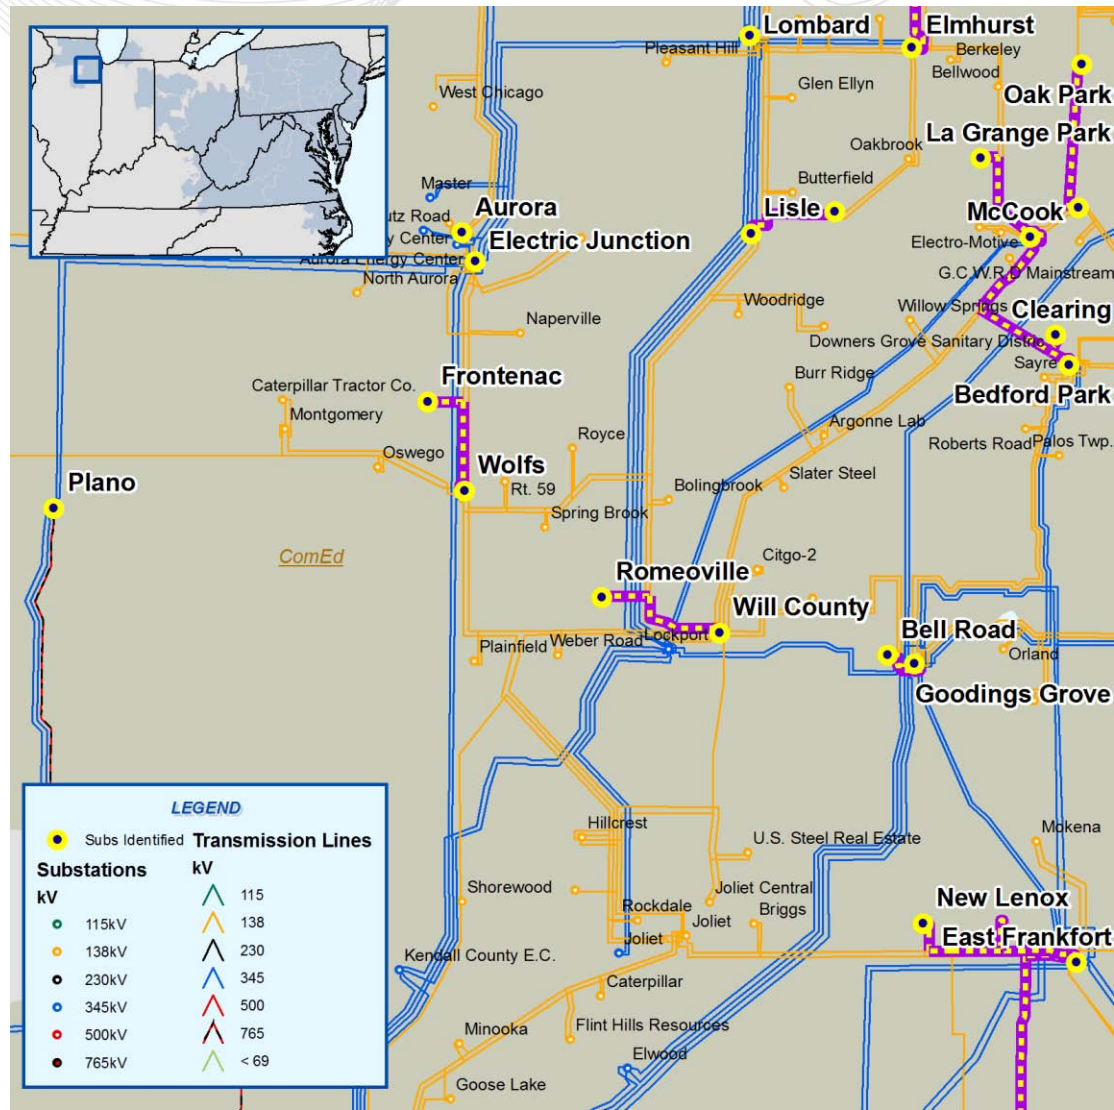 Lombard
Elmhurst
Pleasant Hill
Berkeley
Bellwood
West Chicago
Glen Ellyn
Oak Park
La Grange Park
Oakbrook
Master
Butterfield
Lisle
McCook
Aurora
Electric Junction
Electro-Motive
Aurora Energy Center
North Aurora
G.C.W.R.D Mainstream
Woodridge
Willow Springs
Clearing
Naperville
Downers Grove Sanitary Distric
Sayre
Frontenac
Burr Ridge
Bedford Park
Caterpillar Tractor Co.
Montgomery
Argonne Lab
Roberts Road
Palos Twp.
Oswego
Royce
Wolfs
Rt. 59
Slater Steel
Plano
Bolingbrook
Spring Brook
ComEd
Citgo-2
Romeoville
Will County
Lockport
Weber Road
Plainfield
Bell Road
Orland
Goodings Grove
LEGEND
Subs Identified
Transmission Lines
Substations
kV
kV
115kV
138kV
230kV
345kV
500kV
765kV
115
138
230
345
500
765
< 69
Hillcrest
U.S. Steel Real Estate
Mokena
Shorewood
Joliet Central
Rockdale
Briggs
New Lenox
Joliet
Joliet
East Frankfort
Kendall County E.C.
Caterpillar
Minooka
Flint Hills Resources
Elwood
Goose Lake